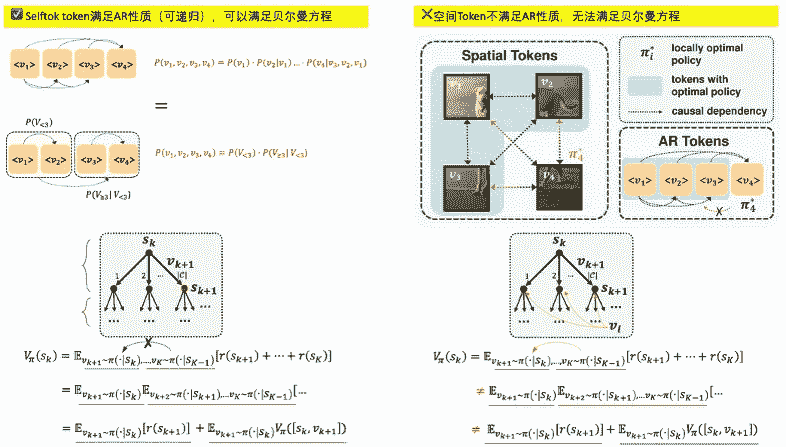 ☑ Selftok token满足AR性质（可递归），可以满足贝尔曼方程
<v₁> <v₂> <v₃> <v₄>
P(v₁, v₂, v₃, v₄) = P(v₁) · P(v₂|v₁) ... · P(v₄|v₃, v₂, v₁)
=
P(V<₃)
<v₁> <v₂> <v₃> <v₄>
P(v₁, v₂, v₃, v₄) = P(V<₃) · P(V≥₃|V<₃)
P(V≥₃|V<₃)
sₖ
vₖ₊₁
1 2 ... |C|
sₖ₊₁
... ... ...
Vπ(sₖ) = 𝔼vₖ₊₁~π(·|sₖ),...,vK~π(·|sK₋₁)[r(sₖ₊₁) + ··· + r(sK)]
= 𝔼vₖ₊₁~π(·|sₖ)𝔼vₖ₊₂~π(·|sₖ₊₁),...,vK~π(·|sK₋₁)[...
= 𝔼vₖ₊₁~π(·|sₖ)[r(sₖ₊₁)] + 𝔼vₖ₊₁~π(·|sₖ)Vπ([sₖ, vₖ₊₁])
❌空间Token不满足AR性质，无法满足贝尔曼方程
Spatial Tokens
v₂
v₃
v₄
π₄*
πᵢ* locally optimal policy
tokens with optimal policy
causal dependency
AR Tokens
<v₁> <v₂> <v₃> <v₄>
π₄*
sₖ
vₖ₊₁
1 2 ... |C|
sₖ₊₁
... ... ...
vᵢ
Vπ(sₖ) = 𝔼vₖ₊₁~π(·|sₖ),...,vK~π(·|sK₋₁)[r(sₖ₊₁) + ··· + r(sK)]
≠ 𝔼vₖ₊₁~π(·|sₖ)𝔼vₖ₊₂~π(·|sₖ₊₁),...,vK~π(·|sK₋₁)[...
≠ 𝔼vₖ₊₁~π(·|sₖ)[r(sₖ₊₁)] + 𝔼vₖ₊₁~π(·|sₖ)Vπ([sₖ, vₖ₊₁])